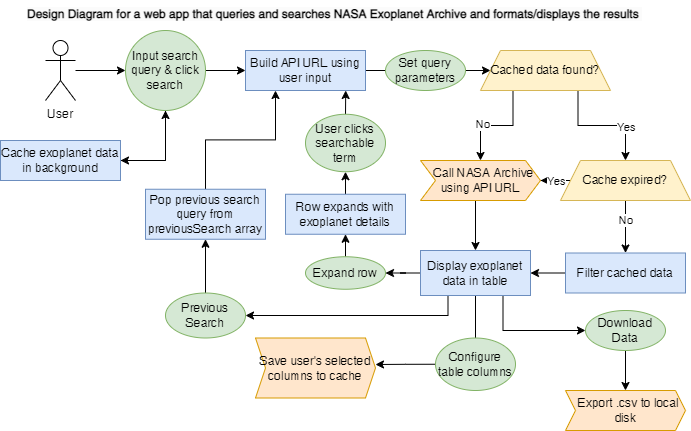 Design Diagram for a web app that queries and searches NASA Exoplanet Archive and formats/displays the results
Input search
query & click
search
Build API URL using
user input
Set query
parameters
Cached data found?
User
No
Yes
User clicks
searchable
term
Cache exoplanet data
in background
Call NASA Archive
using API URL
Yes
Cache expired?
Pop previous search
query from
previousSearch array
Row expands with
exoplanet details
No
Expand row
Display exoplanet
data in table
Filter cached data
Previous
Search
Download
Data
Save user's selected
columns to cache
Configure
table columns
Export .csv to local
disk